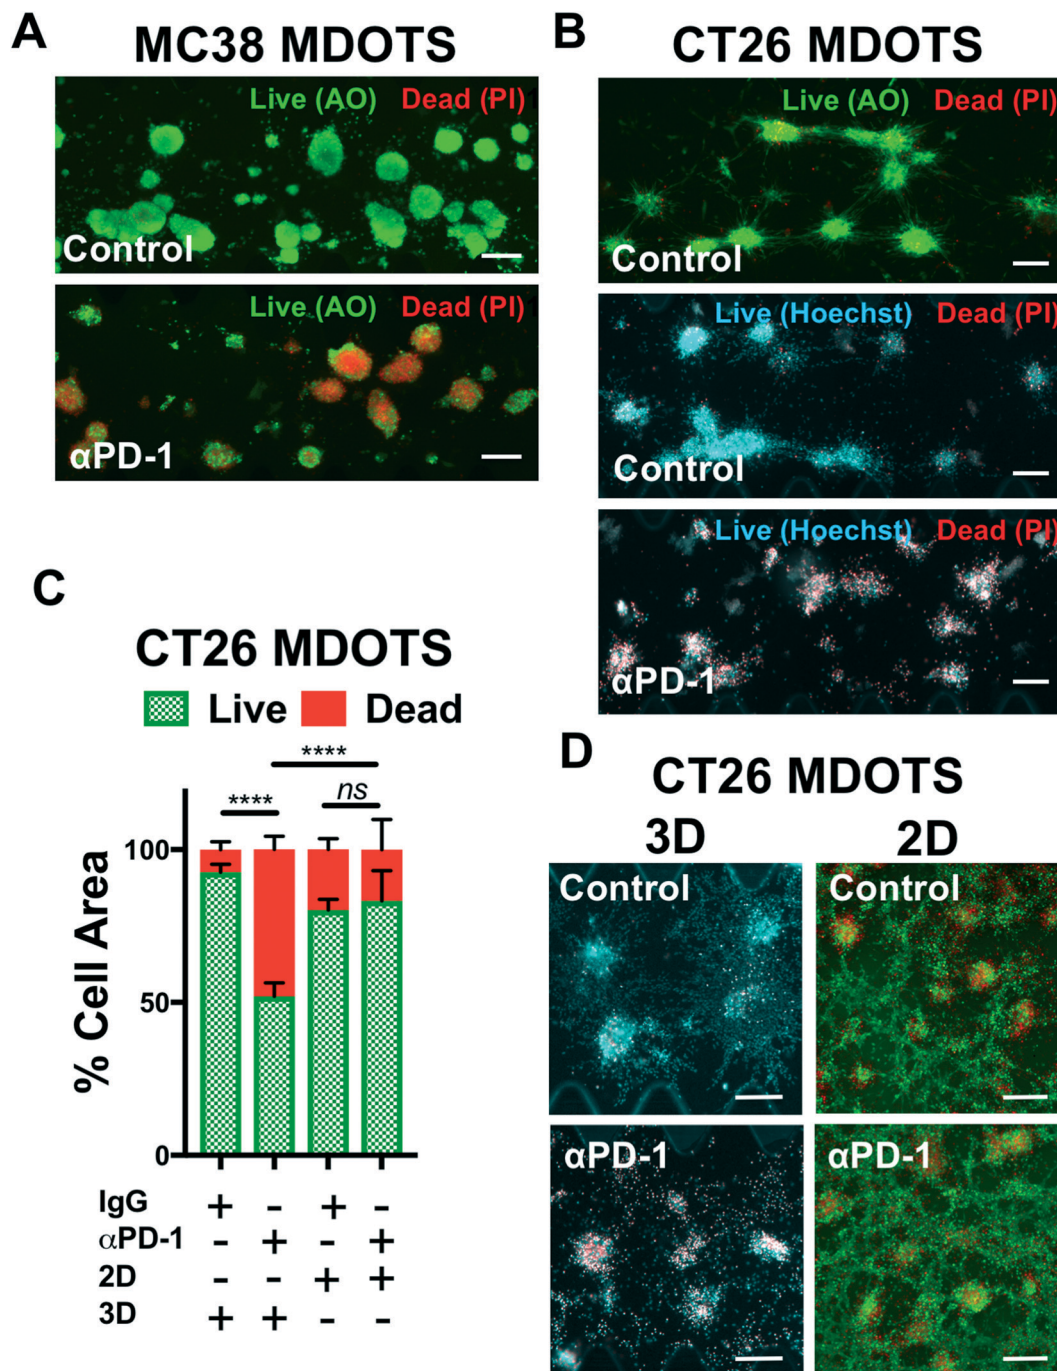 A
MC38 MDOTS
Live (AO) Dead (PI)
Control
Live (AO) Dead (PI)
αPD-1
B
CT26 MDOTS
Live (AO) Dead (PI)
Control
Live (Hoechst) Dead (PI)
Control
Live (Hoechst) Dead (PI)
αPD-1
C
CT26 MDOTS
Live Dead
****
**** ns
% Cell Area
100
50
0
IgG + - + -
αPD-1 - + - +
2D - - + +
3D + + - -
D
CT26 MDOTS
3D 2D
Control Control
αPD-1 αPD-1